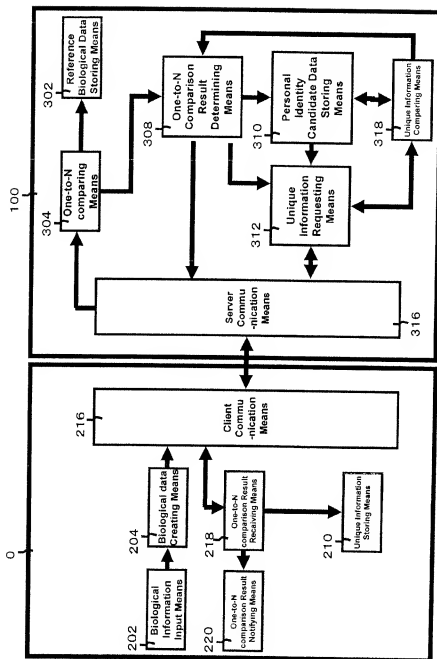 0
202
Biological Information
Input Means
204
Biological data
Creating Means
216
Client
Commu
-nication
Means
220
One-to-N
comparison Result
Notifying Means
218
One-to-N
comparison Result
Receiving Means
210
Unique Information
Storing Means
100
Server
Commu
-nication
Means
316
304
One-to-N
comparing
Means
302
Reference
Biological Data
Storing Means
One-to-N
Comparison
Result
Determining
Means
308
Personal
Identity
Candidate Data
Storing
Means
310
Unique
Information
Requesting
Means
312
Unique Information
Comparing Means
318